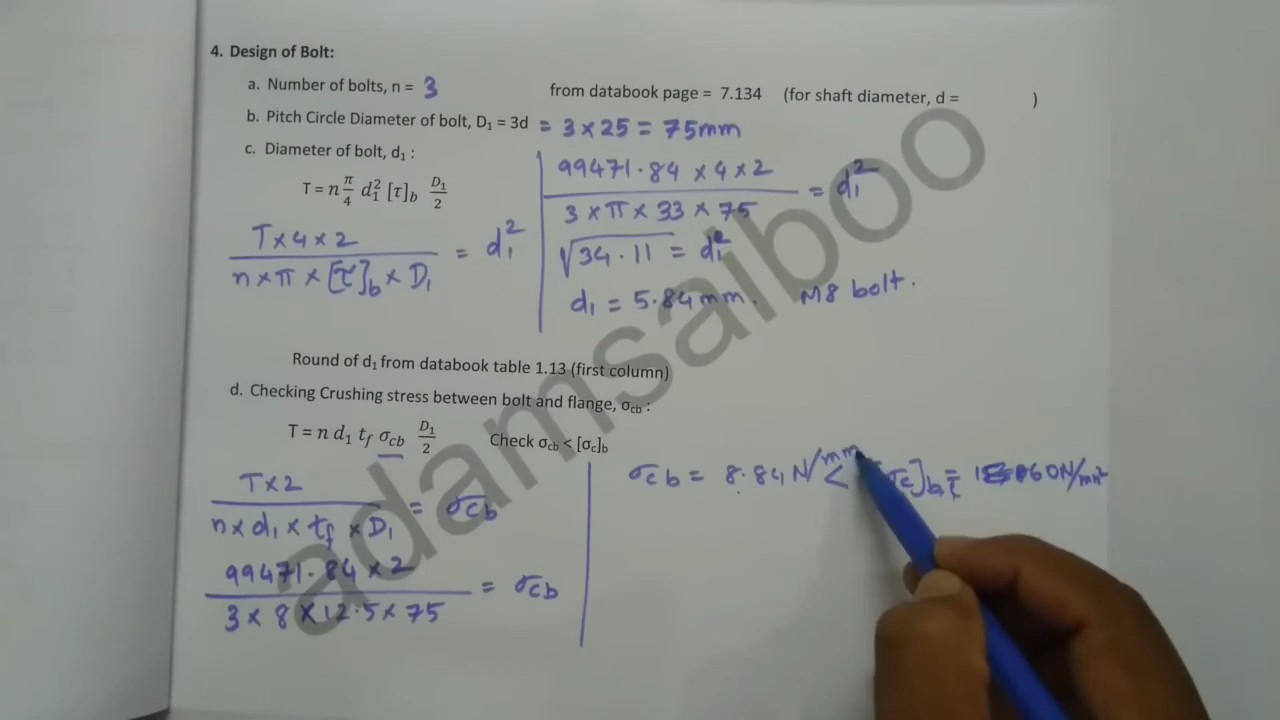 4. Design of Bolt:
a. Number of bolts, n = 3 from databook page = 7.134 (for shaft diameter, d = )
b. Pitch Circle Diameter of bolt, D₁ = 3d = 3 × 25 = 75mm
c. Diameter of bolt, d₁ :
T = n π/4 d₁² [τ]b D₁/2
T × 4 × 2 / n × π × [τ]b × D₁ = d₁²
99471.84 × 4 × 2 / 3 × π × 33 × 75 = d₁²
√34.11 = d₁
d₁ = 5.84mm. M8 bolt.
Round of d₁ from databook table 1.13 (first column)
d. Checking Crushing stress between bolt and flange, σcb :
T = n d₁ tf σcb D₁/2 Check σcb < [σc]b
T × 2 / n × d₁ × tf × D₁ = σcb
99471.84 × 2 / 3 × 8 × 12.5 × 75 = σcb
σcb = 8.84 N/mm < σc]b = 60N/mm²
adamsaiboo